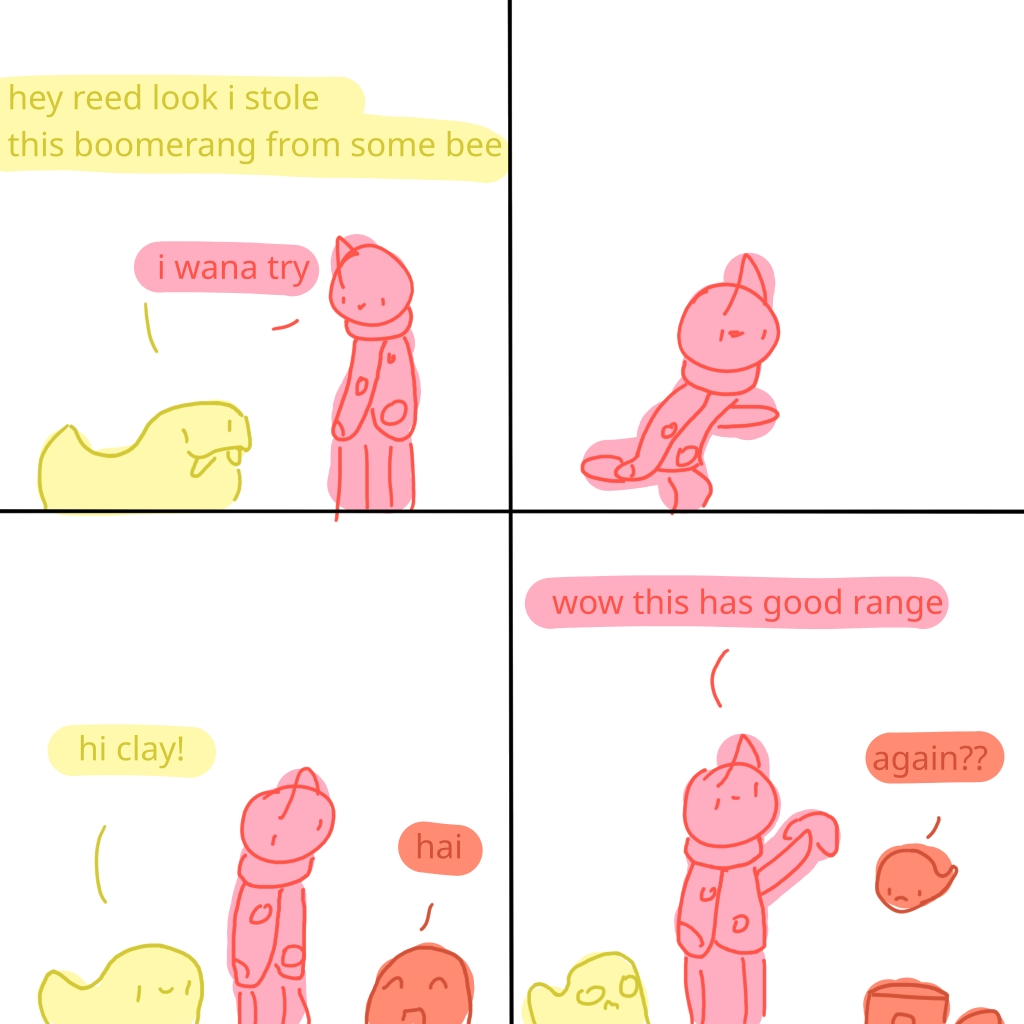 hey reed look i stole
this boomerang from some bee
i wana try
hi clay!
hai
wow this has good range
again??